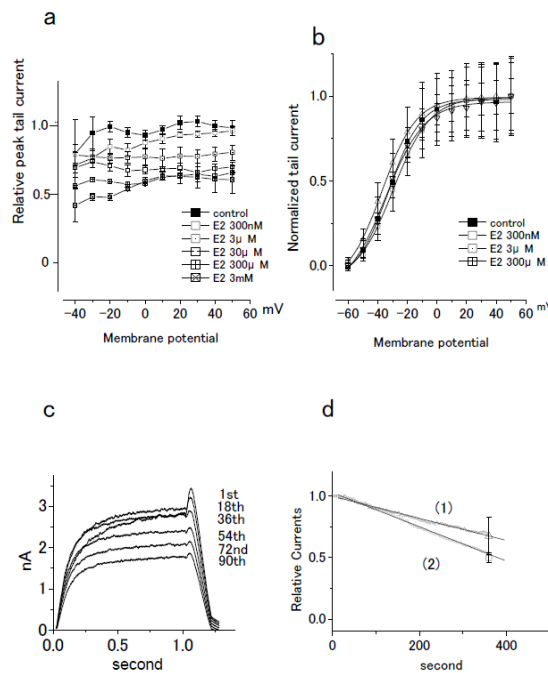 a
Relative peak tail current
1.0
0.5
0
control
E2 300nM
E2 3μ M
E2 30μ M
E2 300μ M
E2 3mM
−40 −20 0 20 40 60 mV
Membrane potential
b
Normalized tail current
1.0
0.5
0.0
control
E2 300nM
E2 3μ M
E2 300μ M
−60 −40 −20 0 20 40 60 mV
Membrane potential
c
nA
3
2
1
0
1st
18th
36th
54th
72nd
90th
0.0 0.5 1.0
second
d
Relative Currents
1.0
0.5
0.0
(1)
(2)
0 200 400
second